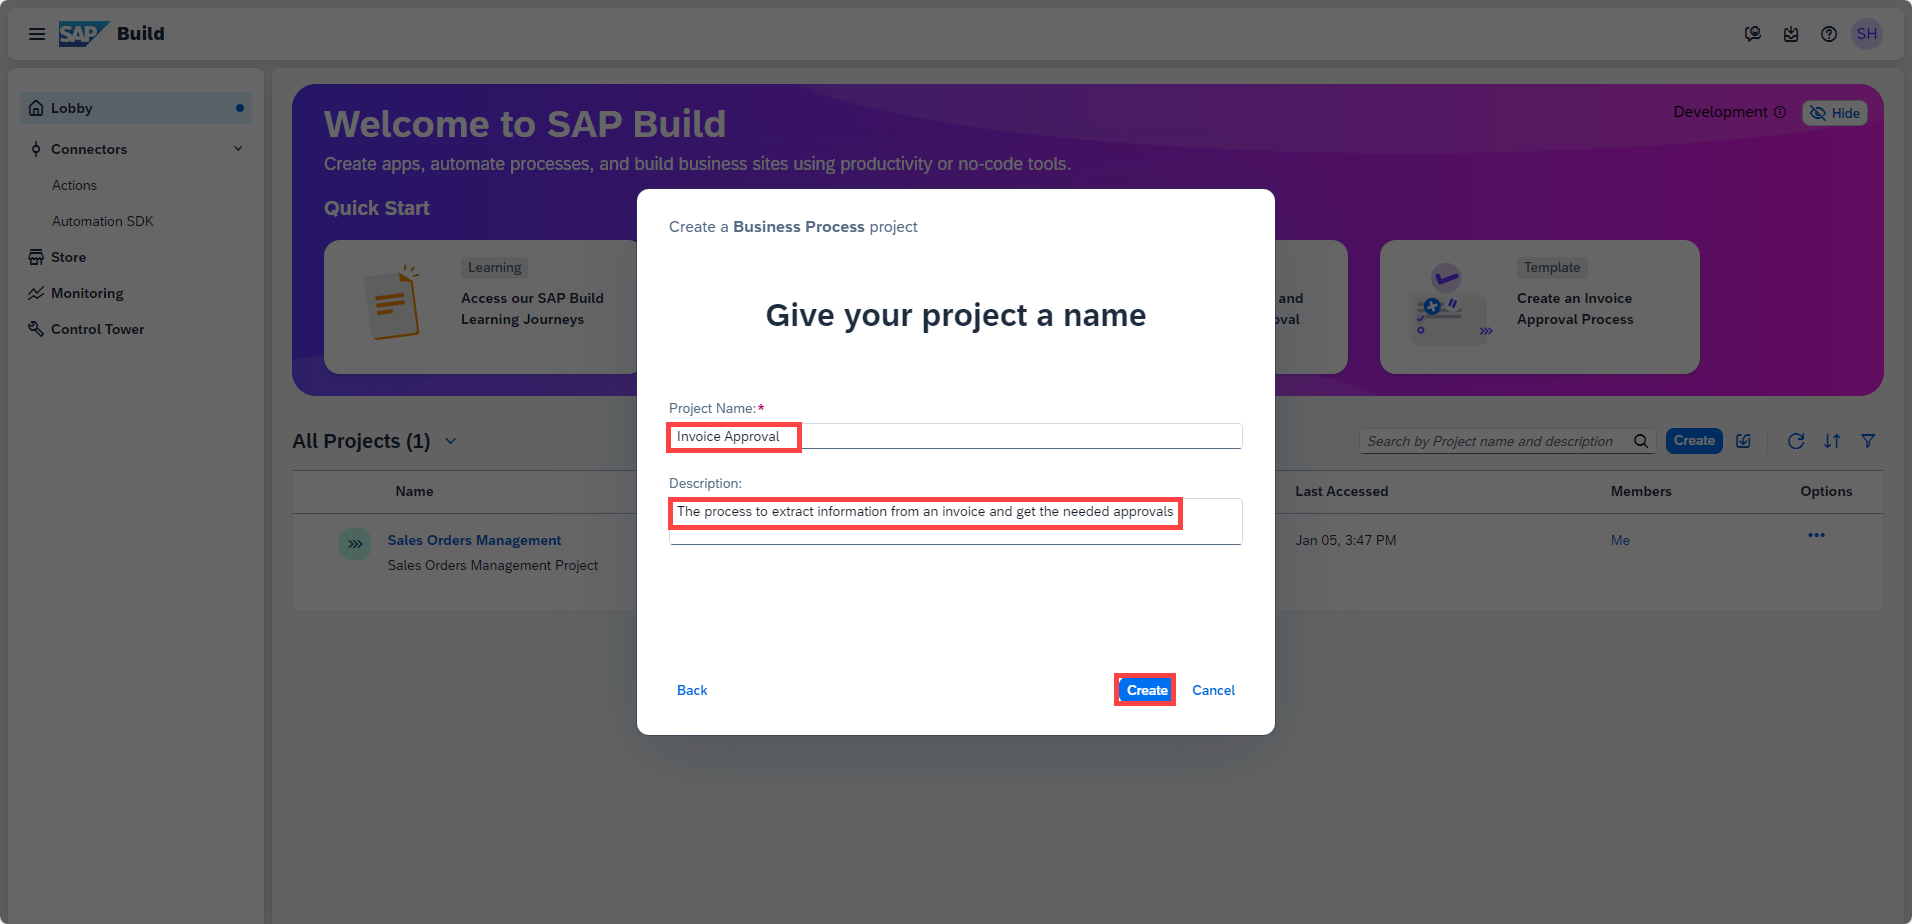 SAP Build
SH
Lobby
Connectors
Actions
Automation SDK
Store
Monitoring
Control Tower
Welcome to SAP Build
Create apps, automate processes, and build business sites using productivity or no-code tools.
Development
Hide
Quick Start
Learning
Access our SAP Build
Learning Journeys
and
oval
Template
Create an Invoice
Approval Process
Create a Business Process project
Give your project a name
Project Name:*
Invoice Approval
Description:
The process to extract information from an invoice and get the needed approvals
Back
Create
Cancel
All Projects (1)
Search by Project name and description
Create
Name
Last Accessed
Members
Options
Sales Orders Management
Sales Orders Management Project
Jan 05, 3:47 PM
Me